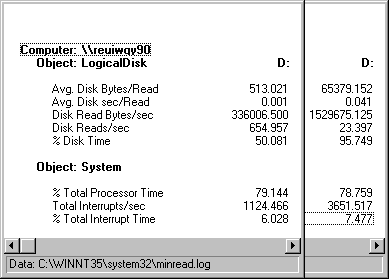 Computer: \\reuiwqy90
Object: LogicalDisk D: D:
Avg. Disk Bytes/Read 513.021 65379.152
Avg. Disk sec/Read 0.001 0.041
Disk Read Bytes/sec 336006.500 1529675.125
Disk Reads/sec 654.957 23.397
% Disk Time 50.081 95.749
Object: System
% Total Processor Time 79.144 78.759
Total Interrupts/sec 1124.466 3651.517
% Total Interrupt Time 6.028 7.477
Data: C:\WINNT35\system32\minread.log